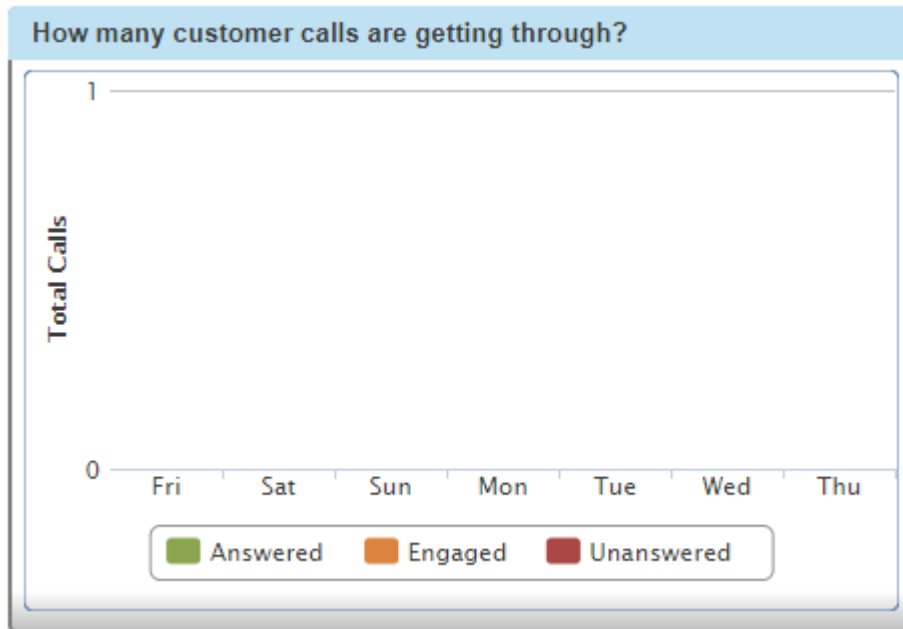 How many customer calls are getting through?
1
Total Calls
0
Fri Sat Sun Mon Tue Wed Thu
Answered Engaged Unanswered